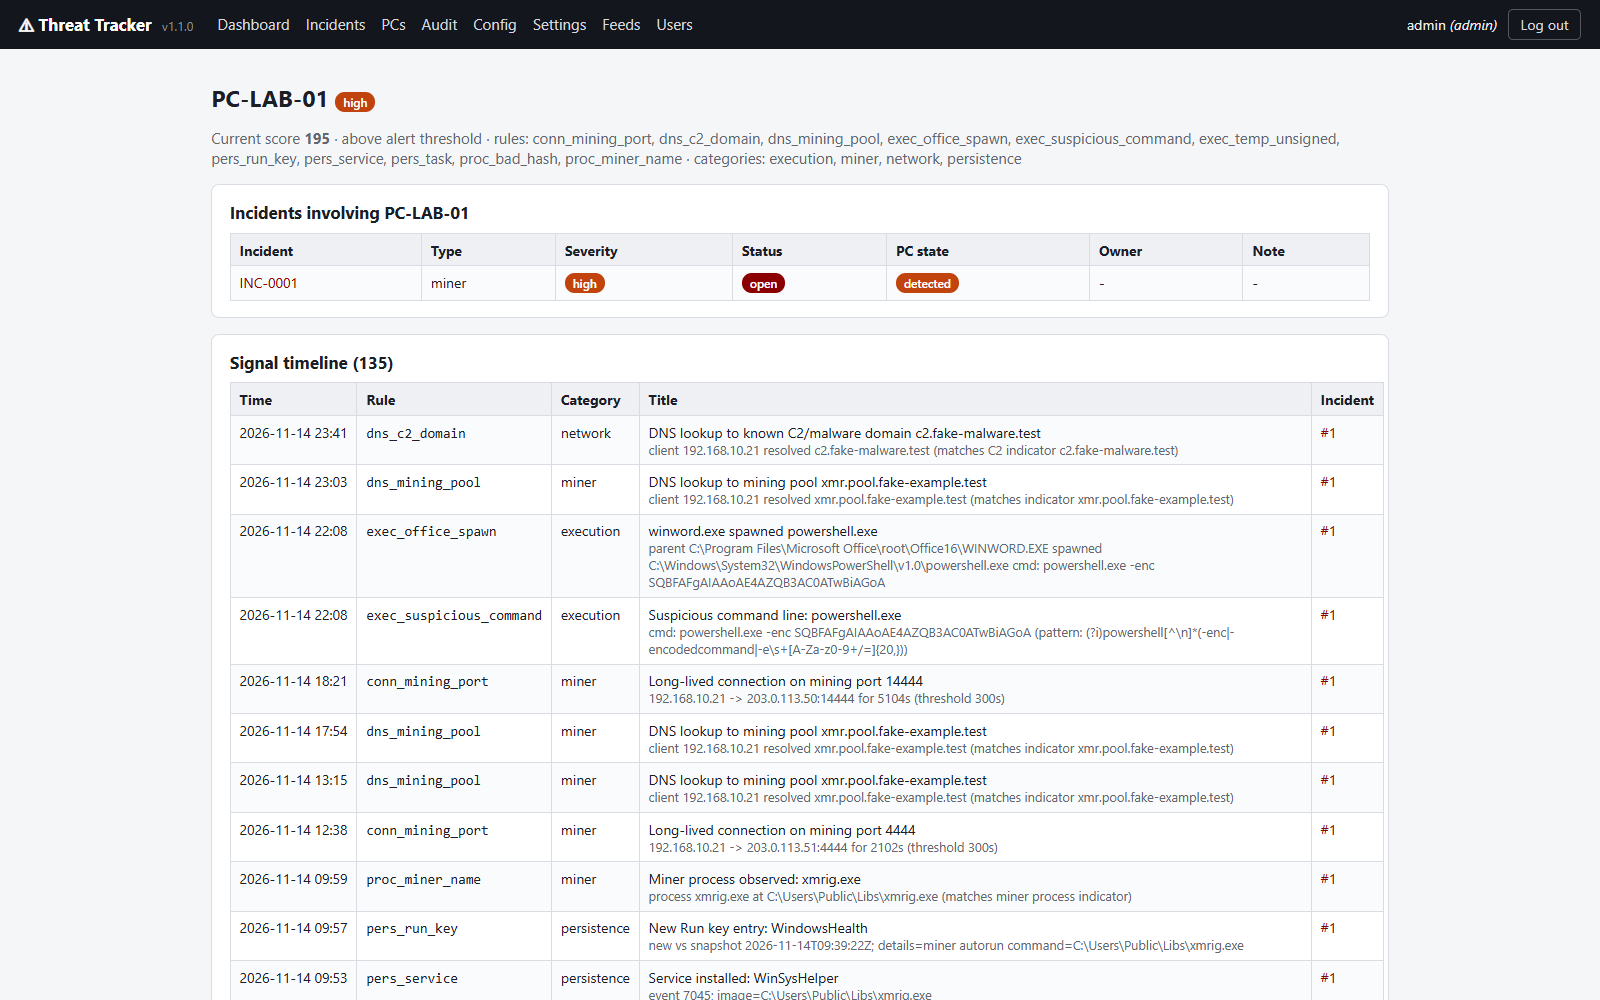 ⚠ Threat Tracker v1.1.0 Dashboard Incidents PCs Audit Config Settings Feeds Users admin (admin) Log out
PC-LAB-01 high
Current score 195 · above alert threshold · rules: conn_mining_port, dns_c2_domain, dns_mining_pool, exec_office_spawn, exec_suspicious_command, exec_temp_unsigned,
pers_run_key, pers_service, pers_task, proc_bad_hash, proc_miner_name · categories: execution, miner, network, persistence
Incidents involving PC-LAB-01
Incident Type Severity Status PC state Owner Note
INC-0001 miner high open detected - -
Signal timeline (135)
Time Rule Category Title Incident
2026-11-14 23:41 dns_c2_domain network DNS lookup to known C2/malware domain c2.fake-malware.test #1
client 192.168.10.21 resolved c2.fake-malware.test (matches C2 indicator c2.fake-malware.test)
2026-11-14 23:03 dns_mining_pool miner DNS lookup to mining pool xmr.pool.fake-example.test #1
client 192.168.10.21 resolved xmr.pool.fake-example.test (matches indicator xmr.pool.fake-example.test)
2026-11-14 22:08 exec_office_spawn execution winword.exe spawned powershell.exe #1
parent C:\Program Files\Microsoft Office\root\Office16\WINWORD.EXE spawned
C:\Windows\System32\WindowsPowerShell\v1.0\powershell.exe cmd: powershell.exe -enc
SQBFAFgAIAAoAE4AZQB3AC0ATwBiAGoA
2026-11-14 22:08 exec_suspicious_command execution Suspicious command line: powershell.exe #1
cmd: powershell.exe -enc SQBFAFgAIAAoAE4AZQB3AC0ATwBiAGoA (pattern: (?i)powershell[^\n]*(-enc|-
encodedcommand|-e\s+[A-Za-z0-9+/=]{20,}))
2026-11-14 18:21 conn_mining_port miner Long-lived connection on mining port 14444 #1
192.168.10.21 -> 203.0.113.50:14444 for 5104s (threshold 300s)
2026-11-14 17:54 dns_mining_pool miner DNS lookup to mining pool xmr.pool.fake-example.test #1
client 192.168.10.21 resolved xmr.pool.fake-example.test (matches indicator xmr.pool.fake-example.test)
2026-11-14 13:15 dns_mining_pool miner DNS lookup to mining pool xmr.pool.fake-example.test #1
client 192.168.10.21 resolved xmr.pool.fake-example.test (matches indicator xmr.pool.fake-example.test)
2026-11-14 12:38 conn_mining_port miner Long-lived connection on mining port 4444 #1
192.168.10.21 -> 203.0.113.51:4444 for 2102s (threshold 300s)
2026-11-14 09:59 proc_miner_name miner Miner process observed: xmrig.exe #1
process xmrig.exe at C:\Users\Public\Libs\xmrig.exe (matches miner process indicator)
2026-11-14 09:57 pers_run_key persistence New Run key entry: WindowsHealth #1
new vs snapshot 2026-11-14T09:39:22Z; details=miner autorun command=C:\Users\Public\Libs\xmrig.exe
2026-11-14 09:53 pers_service persistence Service installed: WinSysHelper #1
event 7045; image=C:\Users\Public\Libs\xmrig.exe